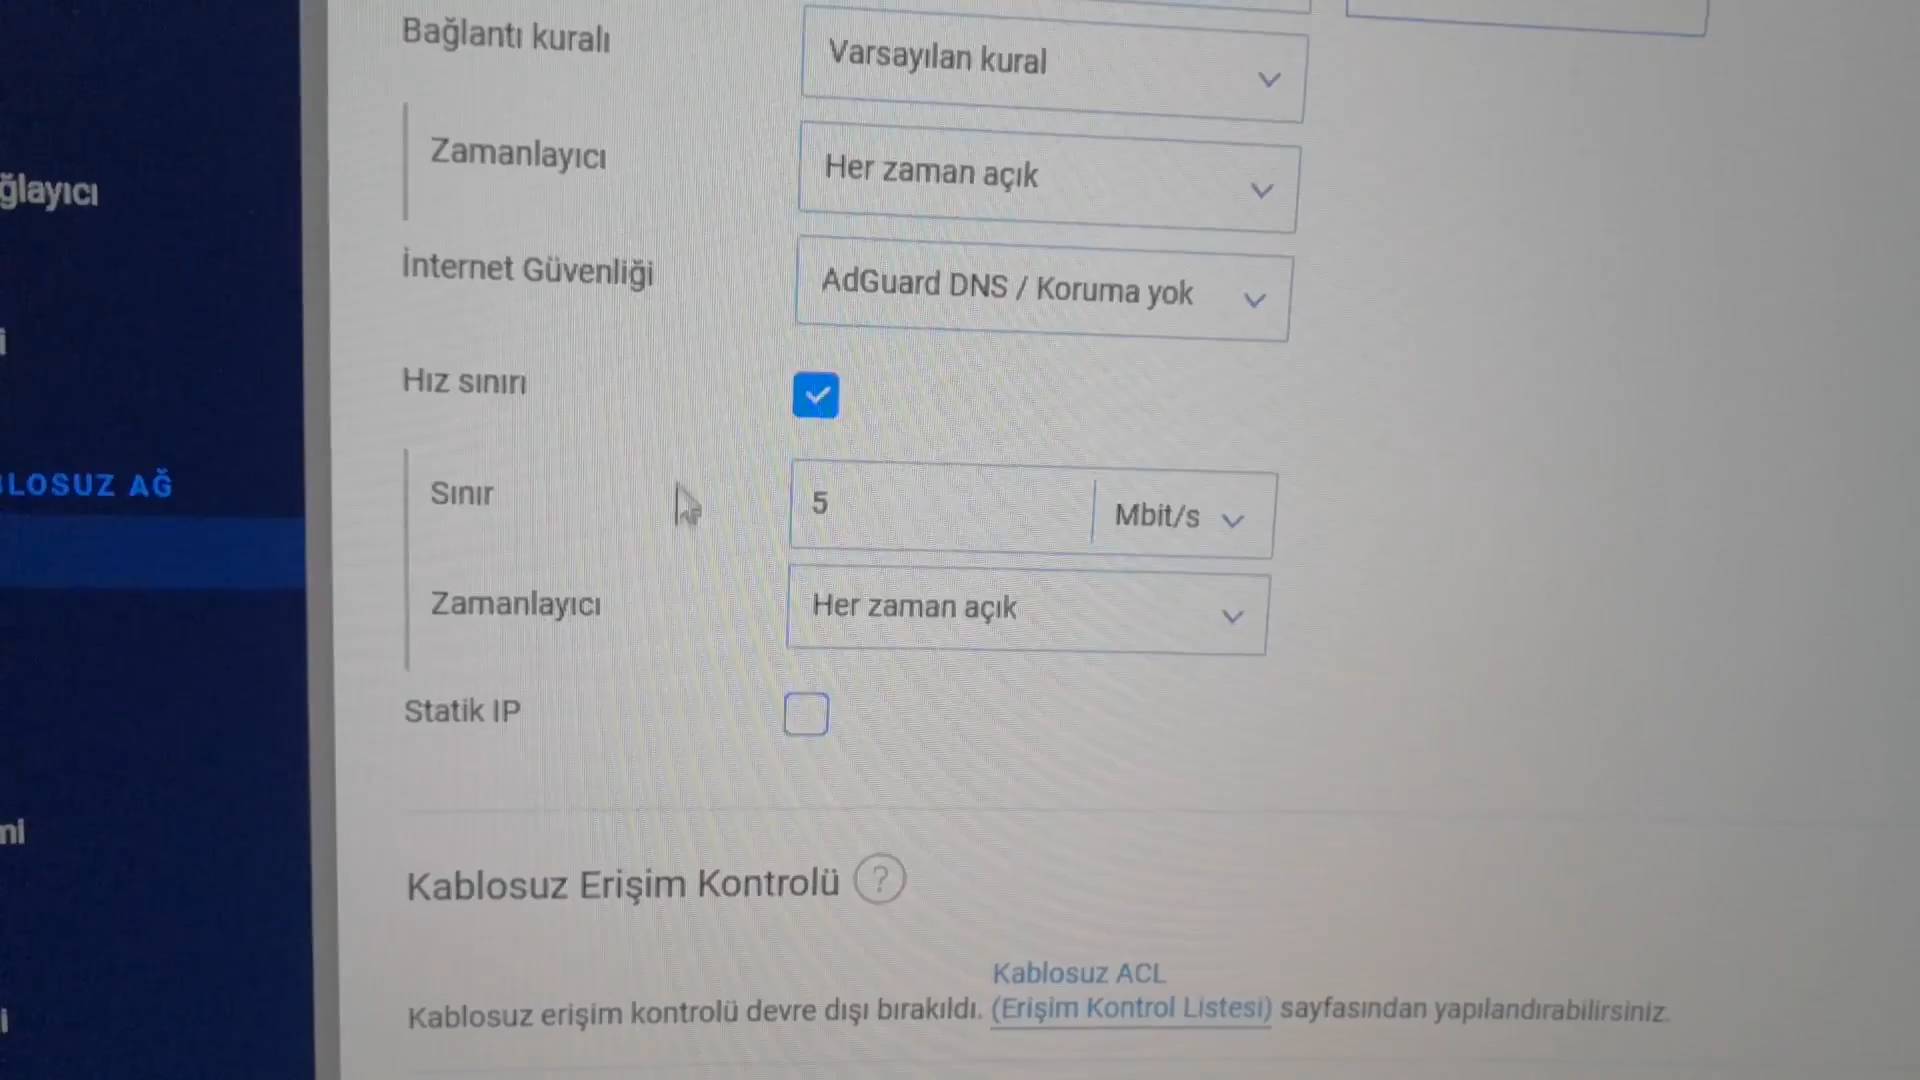 Bağlantı kuralı
Varsayılan kural
Zamanlayıcı
Her zaman açık
İnternet Güvenliği
AdGuard DNS / Koruma yok
Hız sınırı
Sınır
5
Mbit/s
Zamanlayıcı
Her zaman açık
Statik IP
Kablosuz Erişim Kontrolü ?
Kablosuz ACL
Kablosuz erişim kontrolü devre dışı bırakıldı. (Erişim Kontrol Listesi) sayfasından yapılandırabilirsiniz.
ğlayıcı
i
LOSUZ AĞ
mi
i